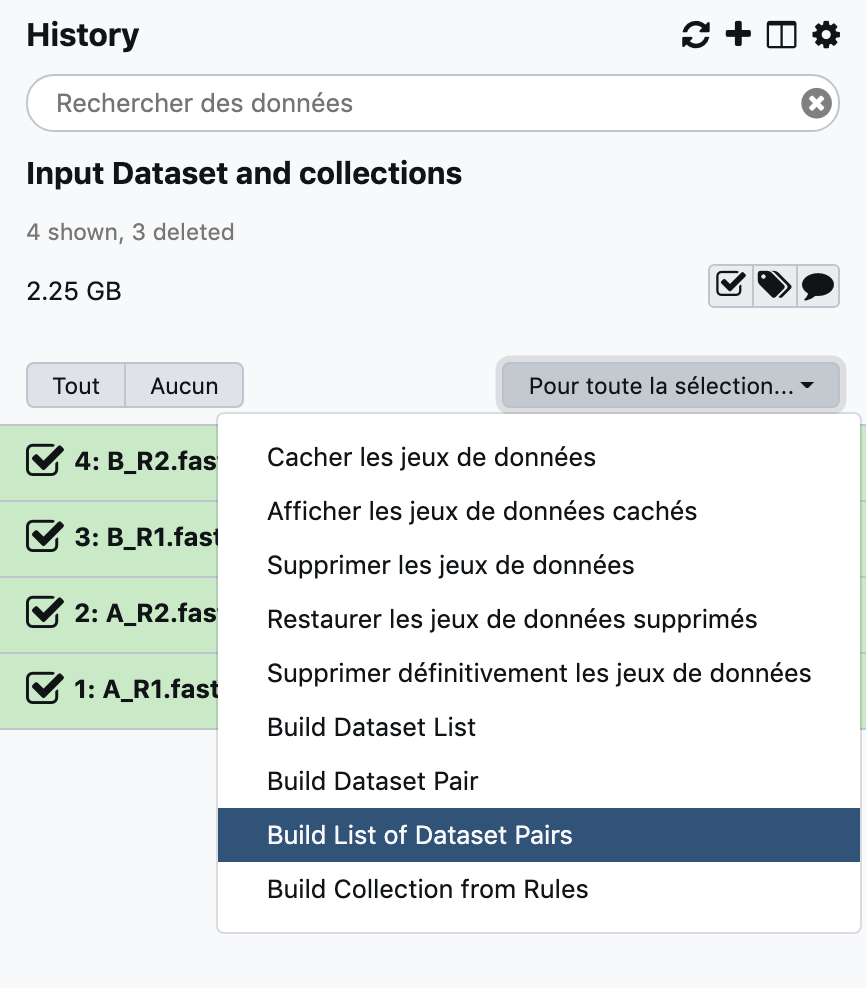 History
Rechercher des données
Input Dataset and collections
4 shown, 3 deleted
2.25 GB
Tout
Aucun
Pour toute la sélection...
4: B_R2.fas
3: B_R1.fast
2: A_R2.fas
1: A_R1.fast
Cacher les jeux de données
Afficher les jeux de données cachés
Supprimer les jeux de données
Restaurer les jeux de données supprimés
Supprimer définitivement les jeux de données
Build Dataset List
Build Dataset Pair
Build List of Dataset Pairs
Build Collection from Rules